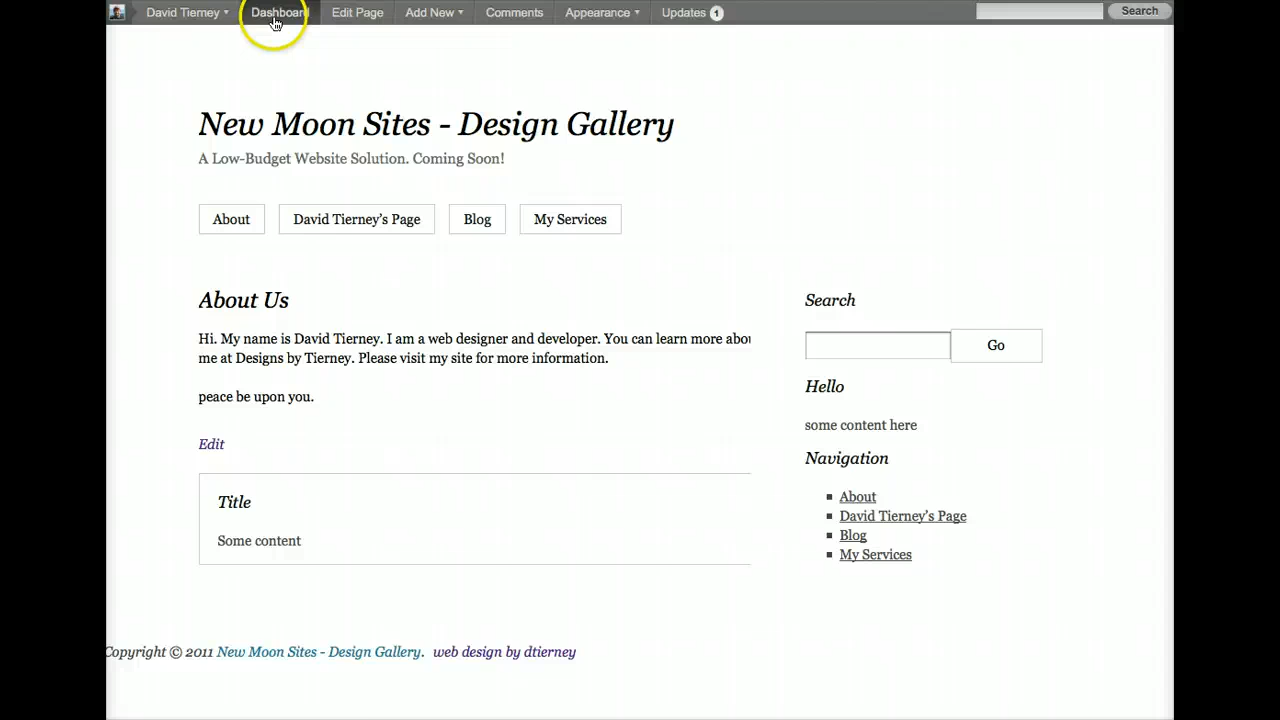 David Tierney Dashboard Edit Page Add New Comments Appearance Updates 1 Search
New Moon Sites - Design Gallery
A Low-Budget Website Solution. Coming Soon!
About David Tierney's Page Blog My Services
About Us
Hi. My name is David Tierney. I am a web designer and developer. You can learn more abou
me at Designs by Tierney. Please visit my site for more information.
peace be upon you.
Edit
Title
Some content
Search
Go
Hello
some content here
Navigation
About
David Tierney's Page
Blog
My Services
Copyright © 2011 New Moon Sites - Design Gallery. web design by dtierney